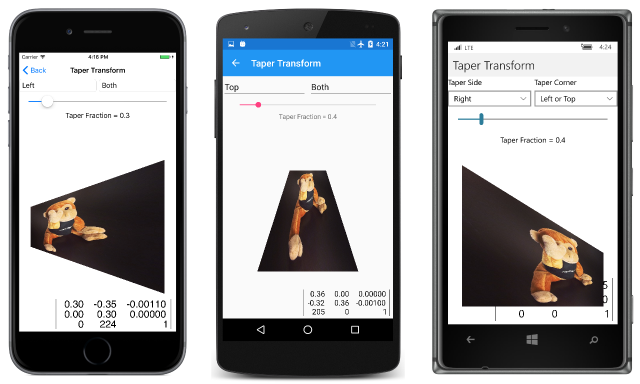 Carrier 4:16 PM
Back Taper Transform
Left Both
Taper Fraction = 0.3
0.30 -0.35 -0.00110
0.00 0.30 0.00000
0 224 1
4:21
Taper Transform
Top Both
Taper Fraction = 0.4
0.36 0.00 0.00000
-0.32 0.36 -0.00100
205 0 1
LTE 4:24
Taper Transform
Taper Side Taper Corner
Right Left or Top
Taper Fraction = 0.4
5
0
0 0 1